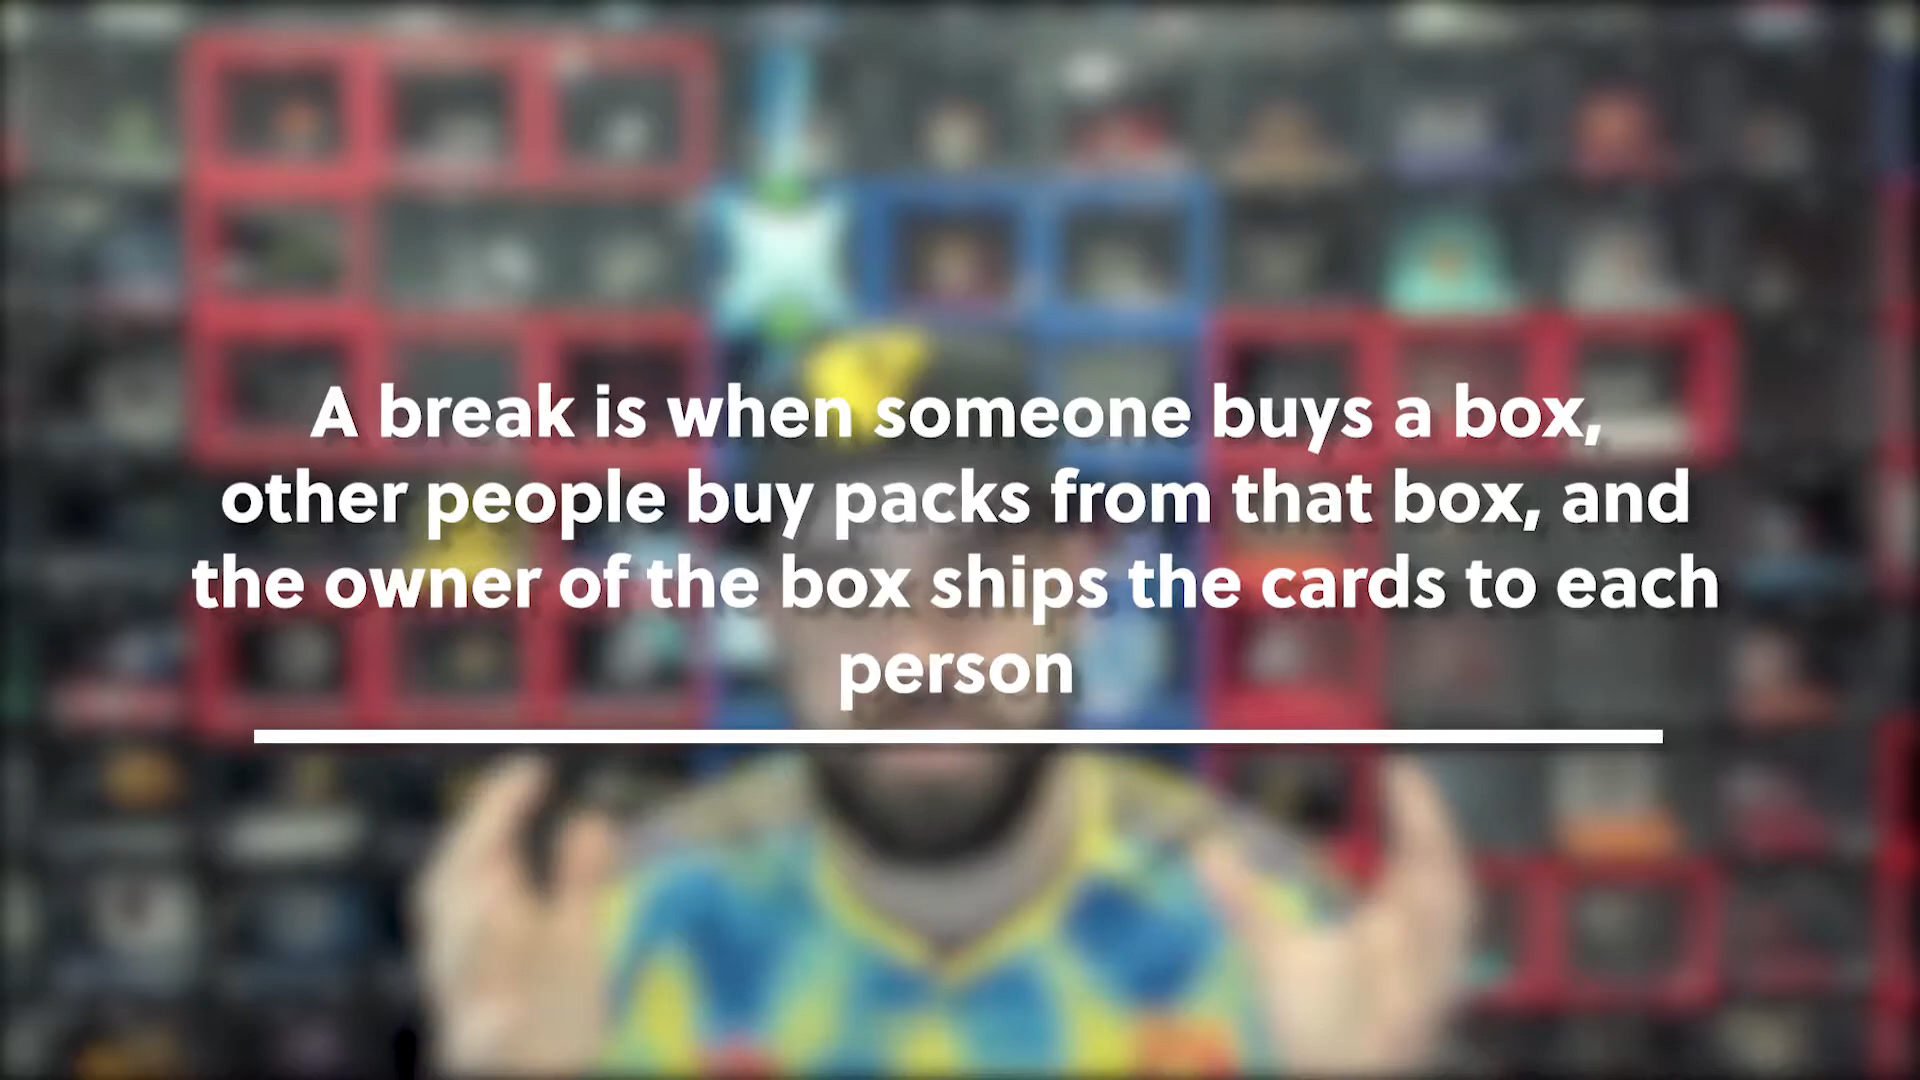 A break is when someone buys a box,
other people buy packs from that box, and
the owner of the box ships the cards to each
person